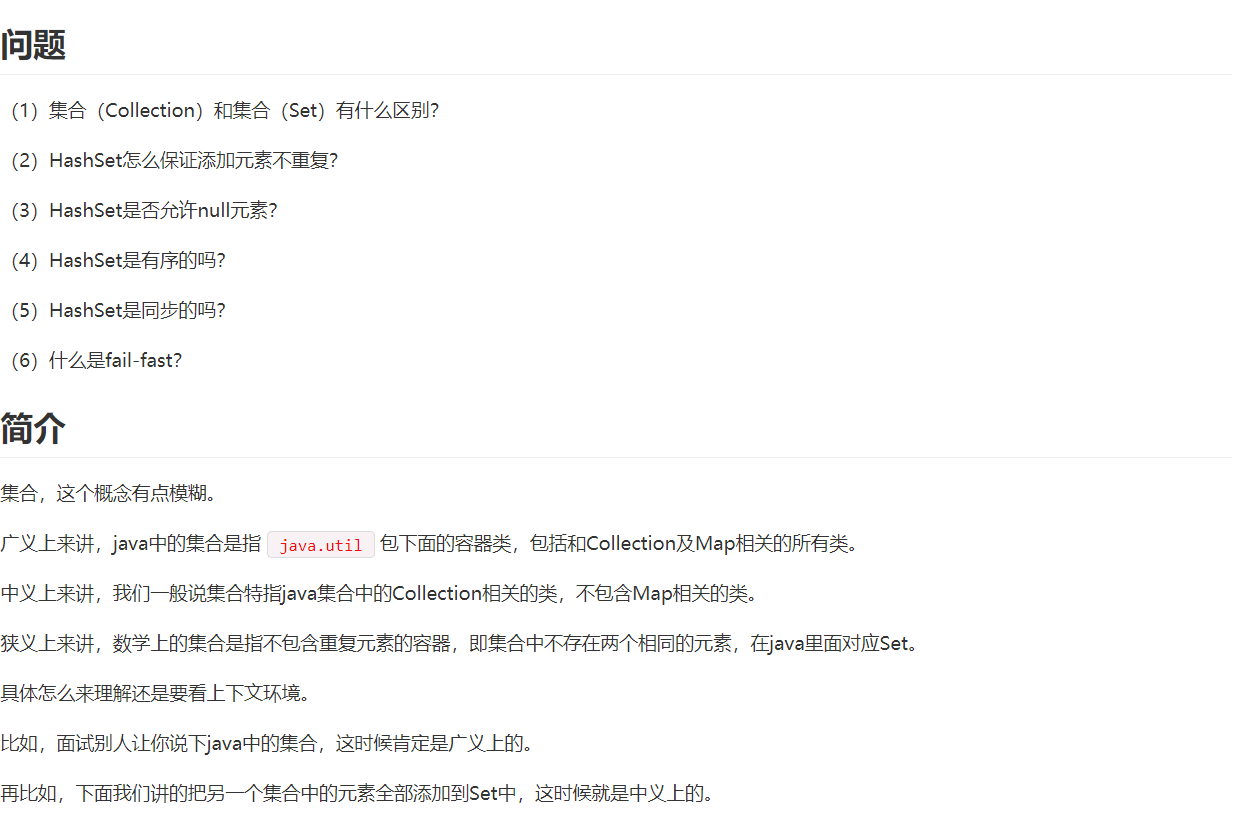 问题
（1）集合（Collection）和集合（Set）有什么区别？
（2）HashSet怎么保证添加元素不重复？
（3）HashSet是否允许null元素？
（4）HashSet是有序的吗？
（5）HashSet是同步的吗？
（6）什么是fail-fast？
简介
集合，这个概念有点模糊。
广义上来讲，java中的集合是指 java.util 包下面的容器类，包括和Collection及Map相关的所有类。
中义上来讲，我们一般说集合特指java集合中的Collection相关的类，不包含Map相关的类。
狭义上来讲，数学上的集合是指不包含重复元素的容器，即集合中不存在两个相同的元素，在java里面对应Set。
具体怎么来理解还是要看上下文环境。
比如，面试别人让你说下java中的集合，这时候肯定是广义上的。
再比如，下面我们讲的把另一个集合中的元素全部添加到Set中，这时候就是中义上的。